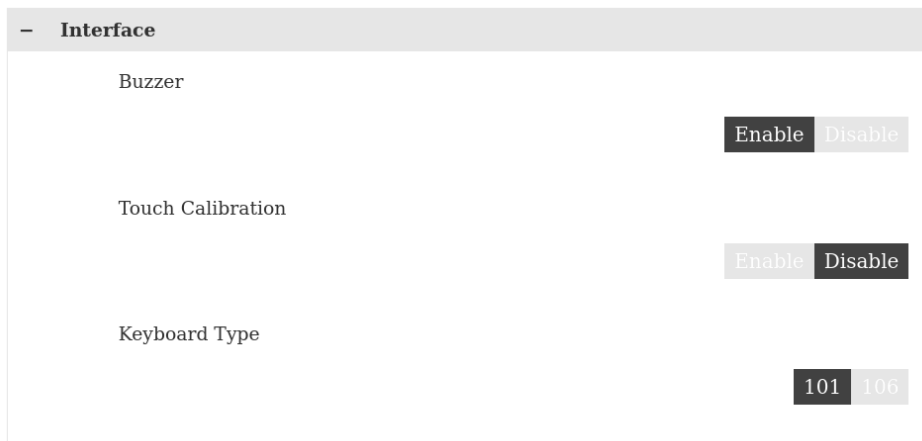 − Interface
Buzzer
Enable Disable
Touch Calibration
Enable Disable
Keyboard Type
101 106